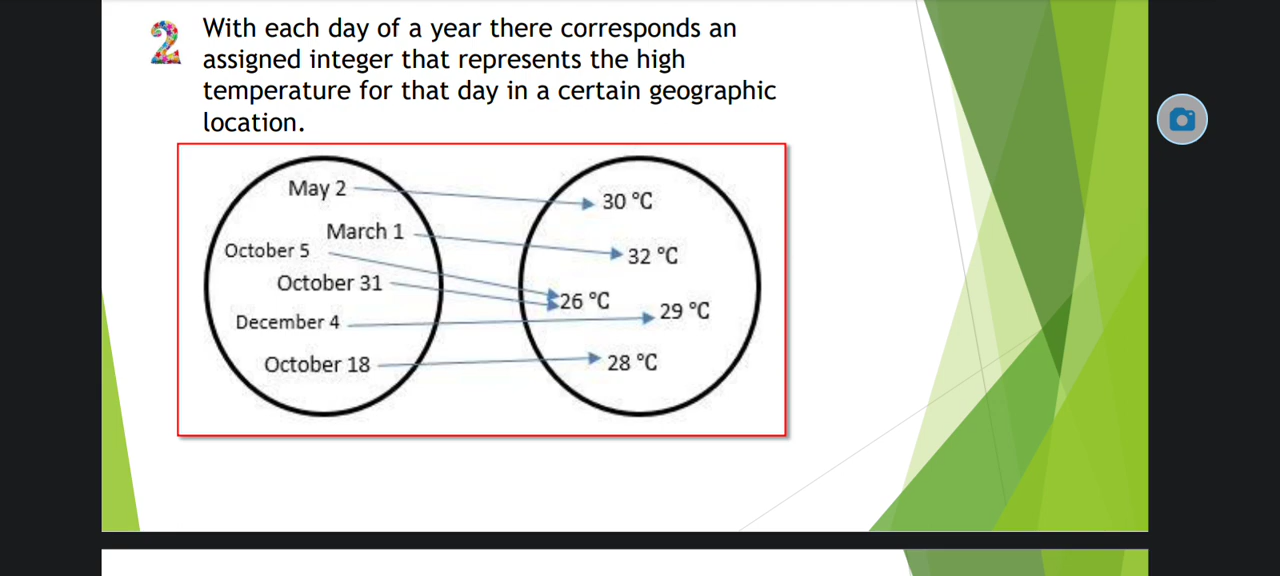 2 With each day of a year there corresponds an
assigned integer that represents the high
temperature for that day in a certain geographic
location.
May 2
30 °C
March 1
October 5
32 °C
October 31
26 °C
29 °C
December 4
October 18
28 °C